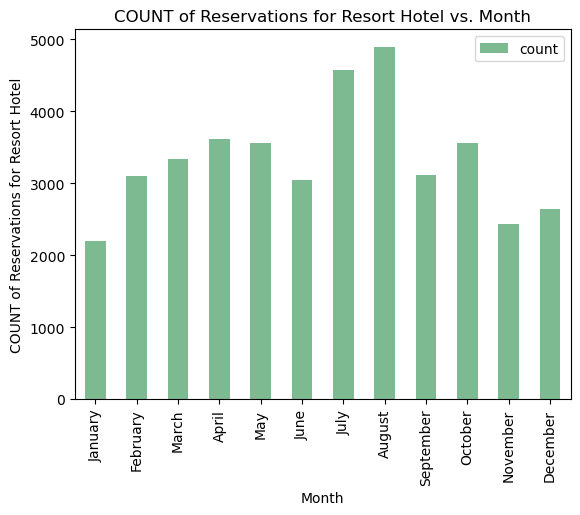 COUNT of Reservations for Resort Hotel vs. Month
count
COUNT of Reservations for Resort Hotel
5000
4000
3000
2000
1000
0
January
February
March
April
May
June
July
August
September
October
November
December
Month